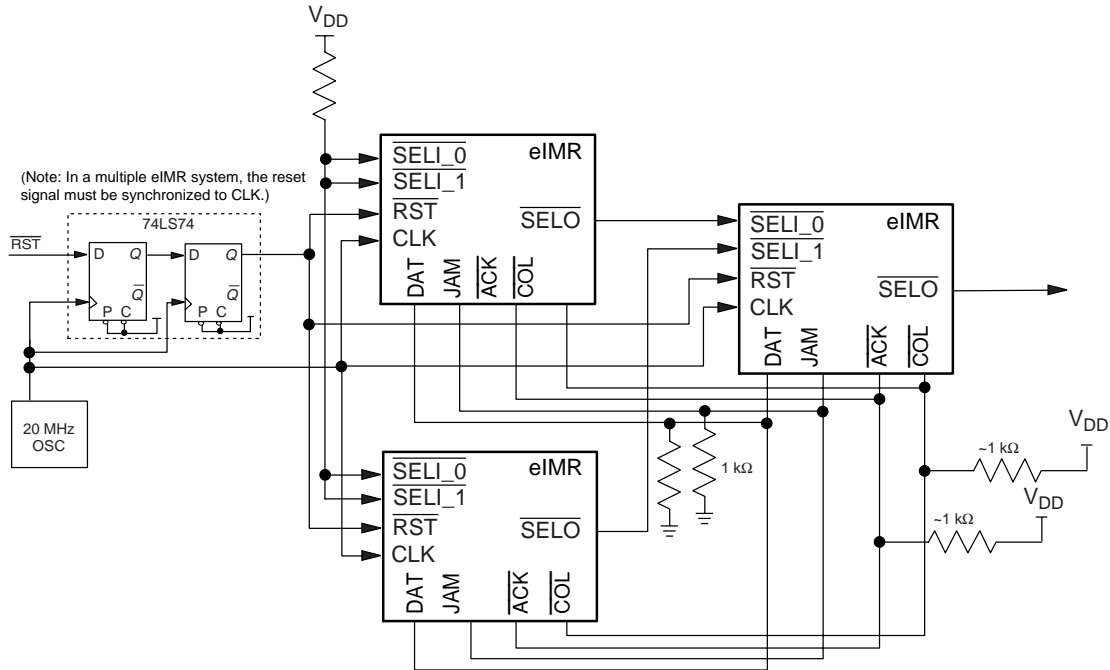 VDD
(Note: In a multiple eIMR system, the reset
signal must be synchronized to CLK.)
74LS74
RST
D Q
Q
P C
D Q
Q
P C
20 MHz
OSC
eIMR
SELI_0
SELI_1
RST
CLK
SELO
DAT
JAM
ACK
COL
eIMR
SELI_0
SELI_1
RST
CLK
SELO
DAT
JAM
ACK
COL
1 kΩ
VDD
~1 kΩ
VDD
~1 kΩ
eIMR
SELI_0
SELI_1
RST
CLK
SELO
DAT
JAM
ACK
COL